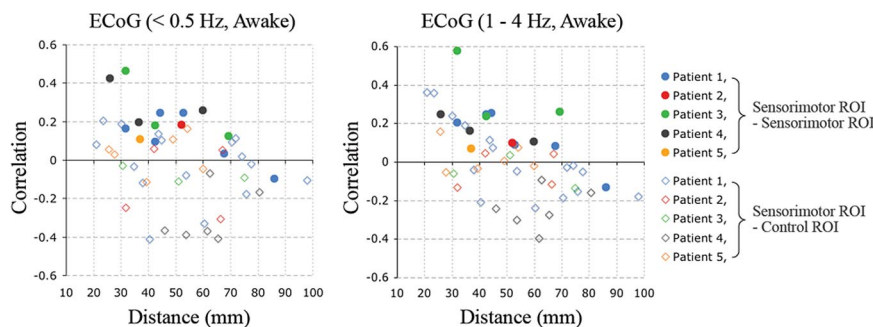 ECoG (< 0.5 Hz, Awake)
0.6
0.4
0.2
0
-0.2
-0.4
-0.6
Correlation
10 20 30 40 50 60 70 80 90 100
Distance (mm)
ECoG (1 - 4 Hz, Awake)
0.6
0.4
0.2
0
-0.2
-0.4
-0.6
Correlation
10 20 30 40 50 60 70 80 90 100
Distance (mm)
Patient 1,
Patient 2,
Patient 3,
Patient 4,
Patient 5,
Sensorimotor ROI
- Sensorimotor ROI
Patient 1,
Patient 2,
Patient 3,
Patient 4,
Patient 5,
Sensorimotor ROI
- Control ROI